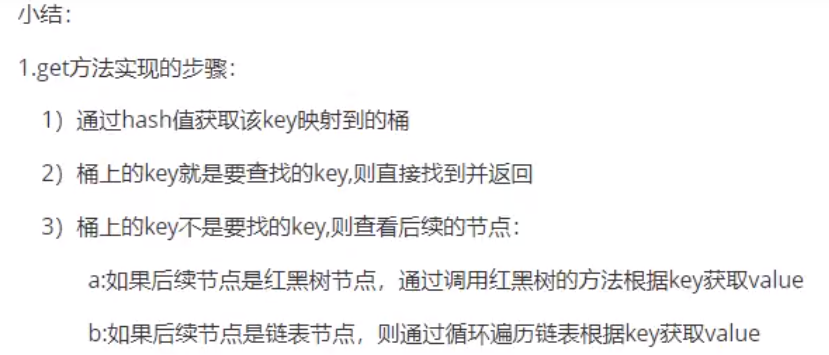 小结：
1.get方法实现的步骤：
1）通过hash值获取该key映射到的桶
2）桶上的key就是要查找的key,则直接找到并返回
3）桶上的key不是要找的key,则查看后续的节点：
a:如果后续节点是红黑树节点，通过调用红黑树的方法根据key获取value
b:如果后续节点是链表节点，则通过循环遍历链表根据key获取value